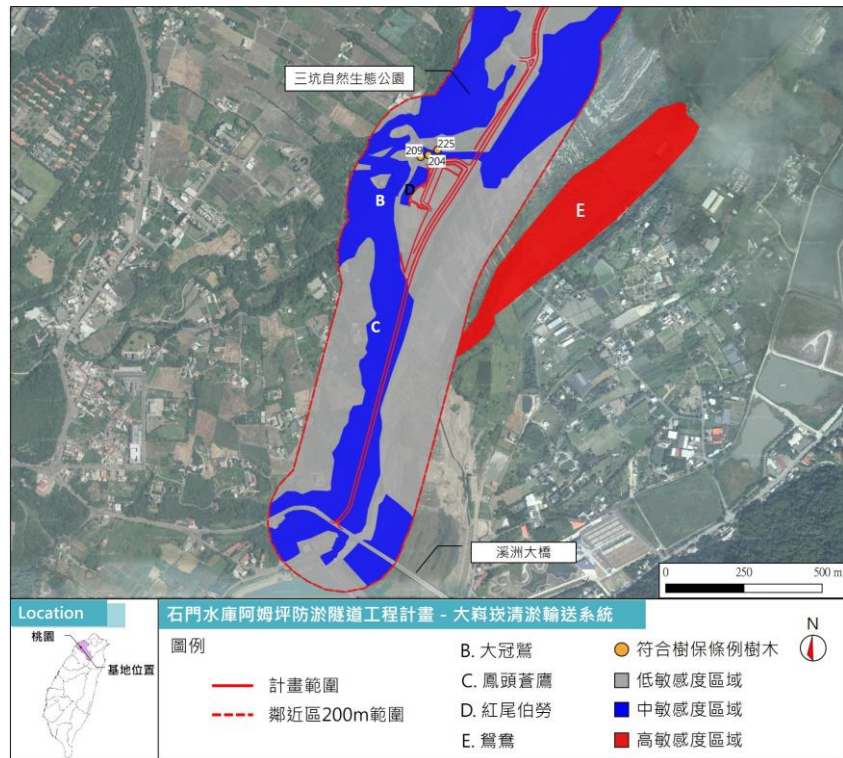 三坑自然生態公園
225
209
204
D
B
E
C
溪洲大橋
0
250
500 m
Location
桃園
基地位置
石門水庫阿姆坪防淤隧道工程計畫 - 大嵙崁清淤輸送系統
圖例
計畫範圍
鄰近區200m範圍
B. 大冠鷲
C. 鳳頭蒼鷹
D. 紅尾伯勞
E. 鴛鴦
符合樹保條例樹木
低敏感度區域
中敏感度區域
高敏感度區域
N